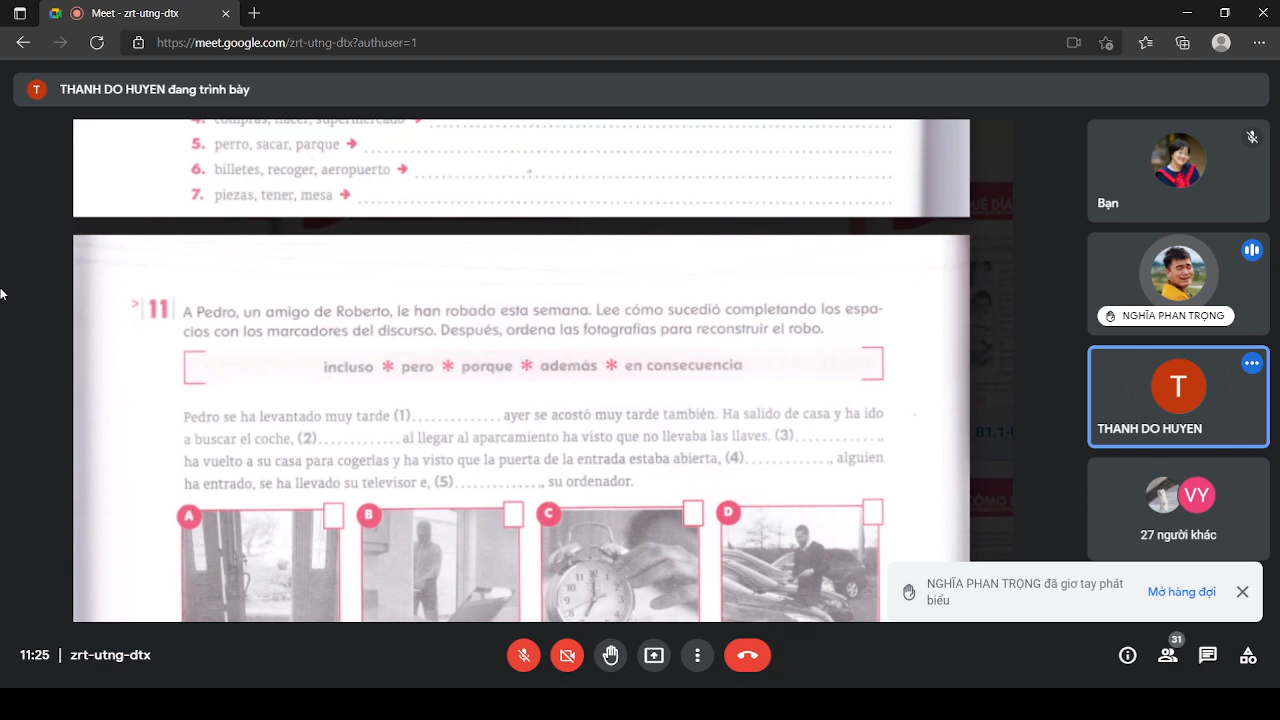 Meet - zrt-utng-dtx
https://meet.google.com/zrt-utng-dtx?authuser=1
T THANH DO HUYEN đang trình bày
4. compras, hacer, supermercado
5. perro, sacar, parque
6. billetes, recoger, aeropuerto
7. piezas, tener, mesa
> 11 A Pedro, un amigo de Roberto, le han robado esta semana. Lee cómo sucedió completando los espa-
cios con los marcadores del discurso. Después, ordena las fotografías para reconstruir el robo.
incluso * pero * porque * además * en consecuencia
Pedro se ha levantado muy tarde (1)............. ayer se acostó muy tarde también. Ha salido de casa y ha ido
a buscar el coche, (2)............ al llegar al aparcamiento ha visto que no llevaba las llaves. (3)............,
ha vuelto a su casa para cogerlas y ha visto que la puerta de la entrada estaba abierta, (4)............, alguien
ha entrado, se ha llevado su televisor e, (5)............, su ordenador.
A
B
C
D
B1.1-
Bạn
NGHĨA PHAN TRỌNG
T
THANH DO HUYEN
VY
27 người khác
NGHĨA PHAN TRỌNG đã giơ tay phát
biểu
Mở hàng đợi
11:25 | zrt-utng-dtx
31